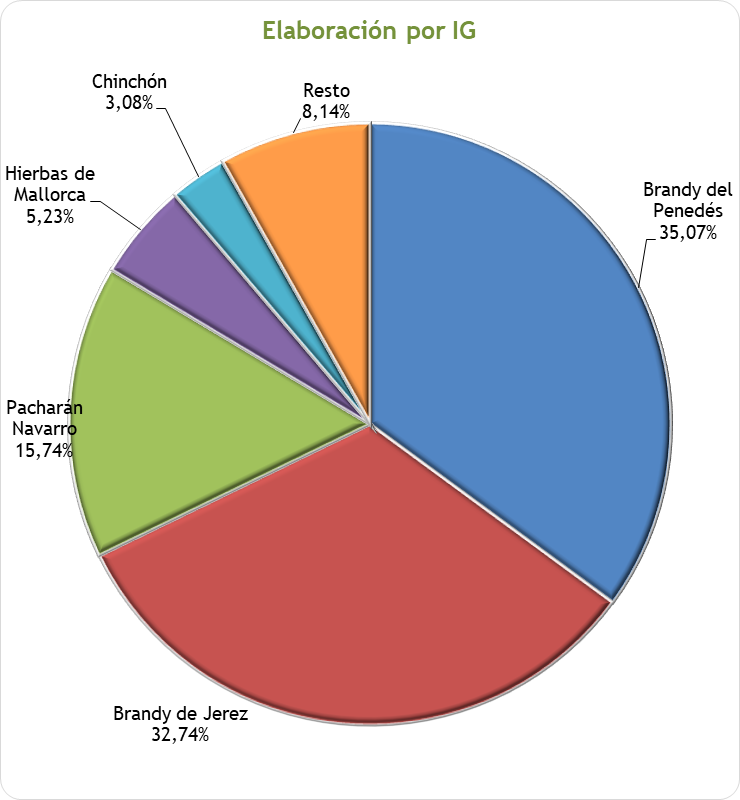 Elaboración por IG
Chinchón
3,08%
Resto
8,14%
Hierbas de
Mallorca
5,23%
Brandy del
Penedés
35,07%
Pacharán
Navarro
15,74%
Brandy de Jerez
32,74%